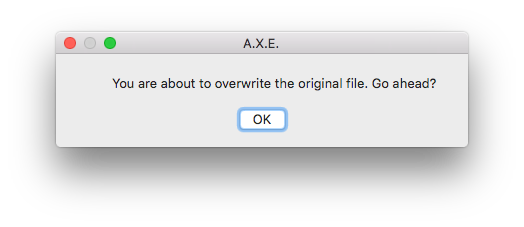 A.X.E.
You are about to overwrite the original file. Go ahead?
OK